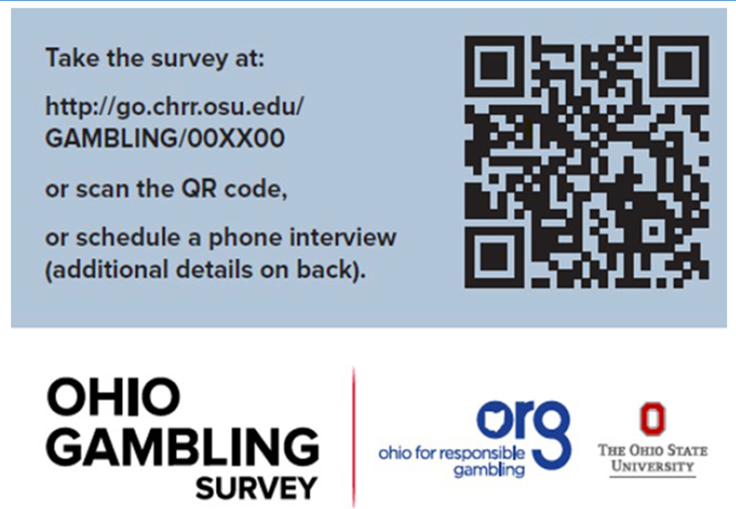 Take the survey at:
http://go.chrr.osu.edu/
GAMBLING/00XX00
or scan the QR code,
or schedule a phone interview
(additional details on back).
OHIO
GAMBLING
SURVEY
org
ohio for responsible
gambling
THE OHIO STATE
UNIVERSITY